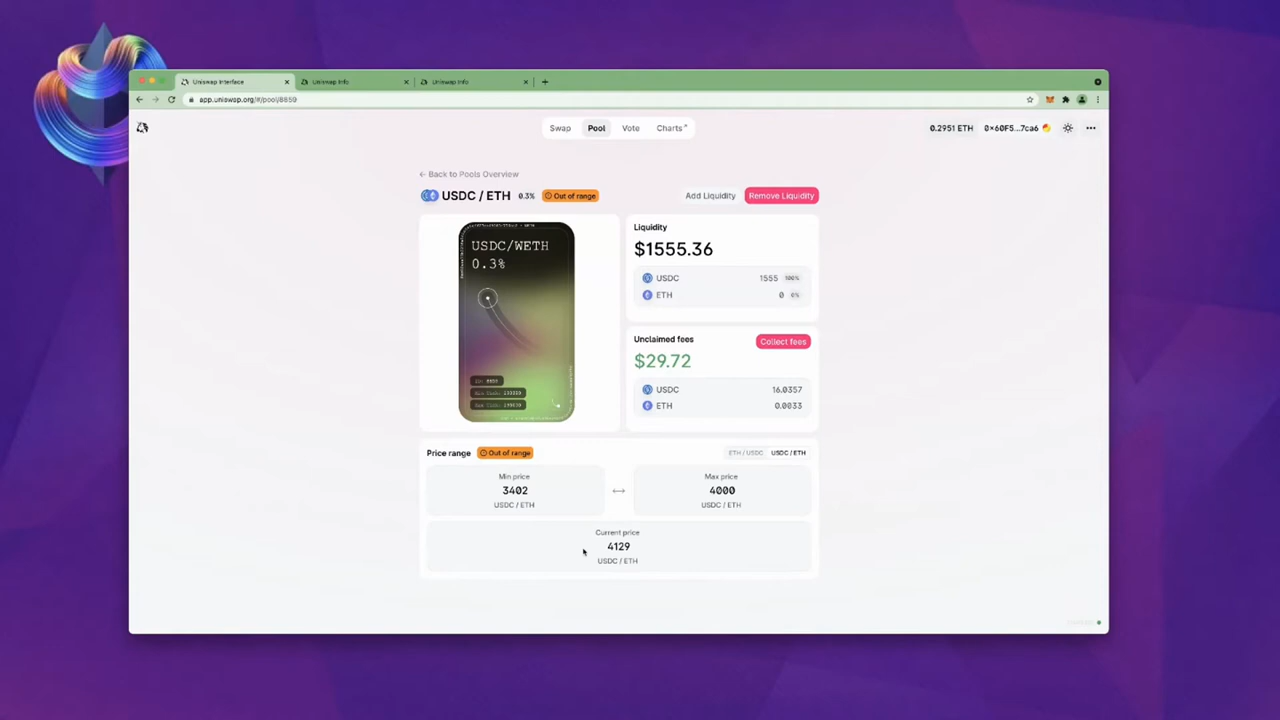 Uniswap Interface
Uniswap Info
Uniswap Info
app.uniswap.org/#/pool/8859
Swap
Pool
Vote
Charts
0.2951 ETH
0x60F5...7ca6
← Back to Pools Overview
USDC / ETH
0.3%
Out of range
Add Liquidity
Remove Liquidity
USDC/WETH
0.3%
Liquidity
$1555.36
USDC
1555
100%
ETH
0
0%
Unclaimed fees
Collect fees
$29.72
USDC
16.0357
ETH
0.0033
Price range
Out of range
ETH / USDC
USDC / ETH
Min price
3402
USDC / ETH
Max price
4000
USDC / ETH
Current price
4129
USDC / ETH